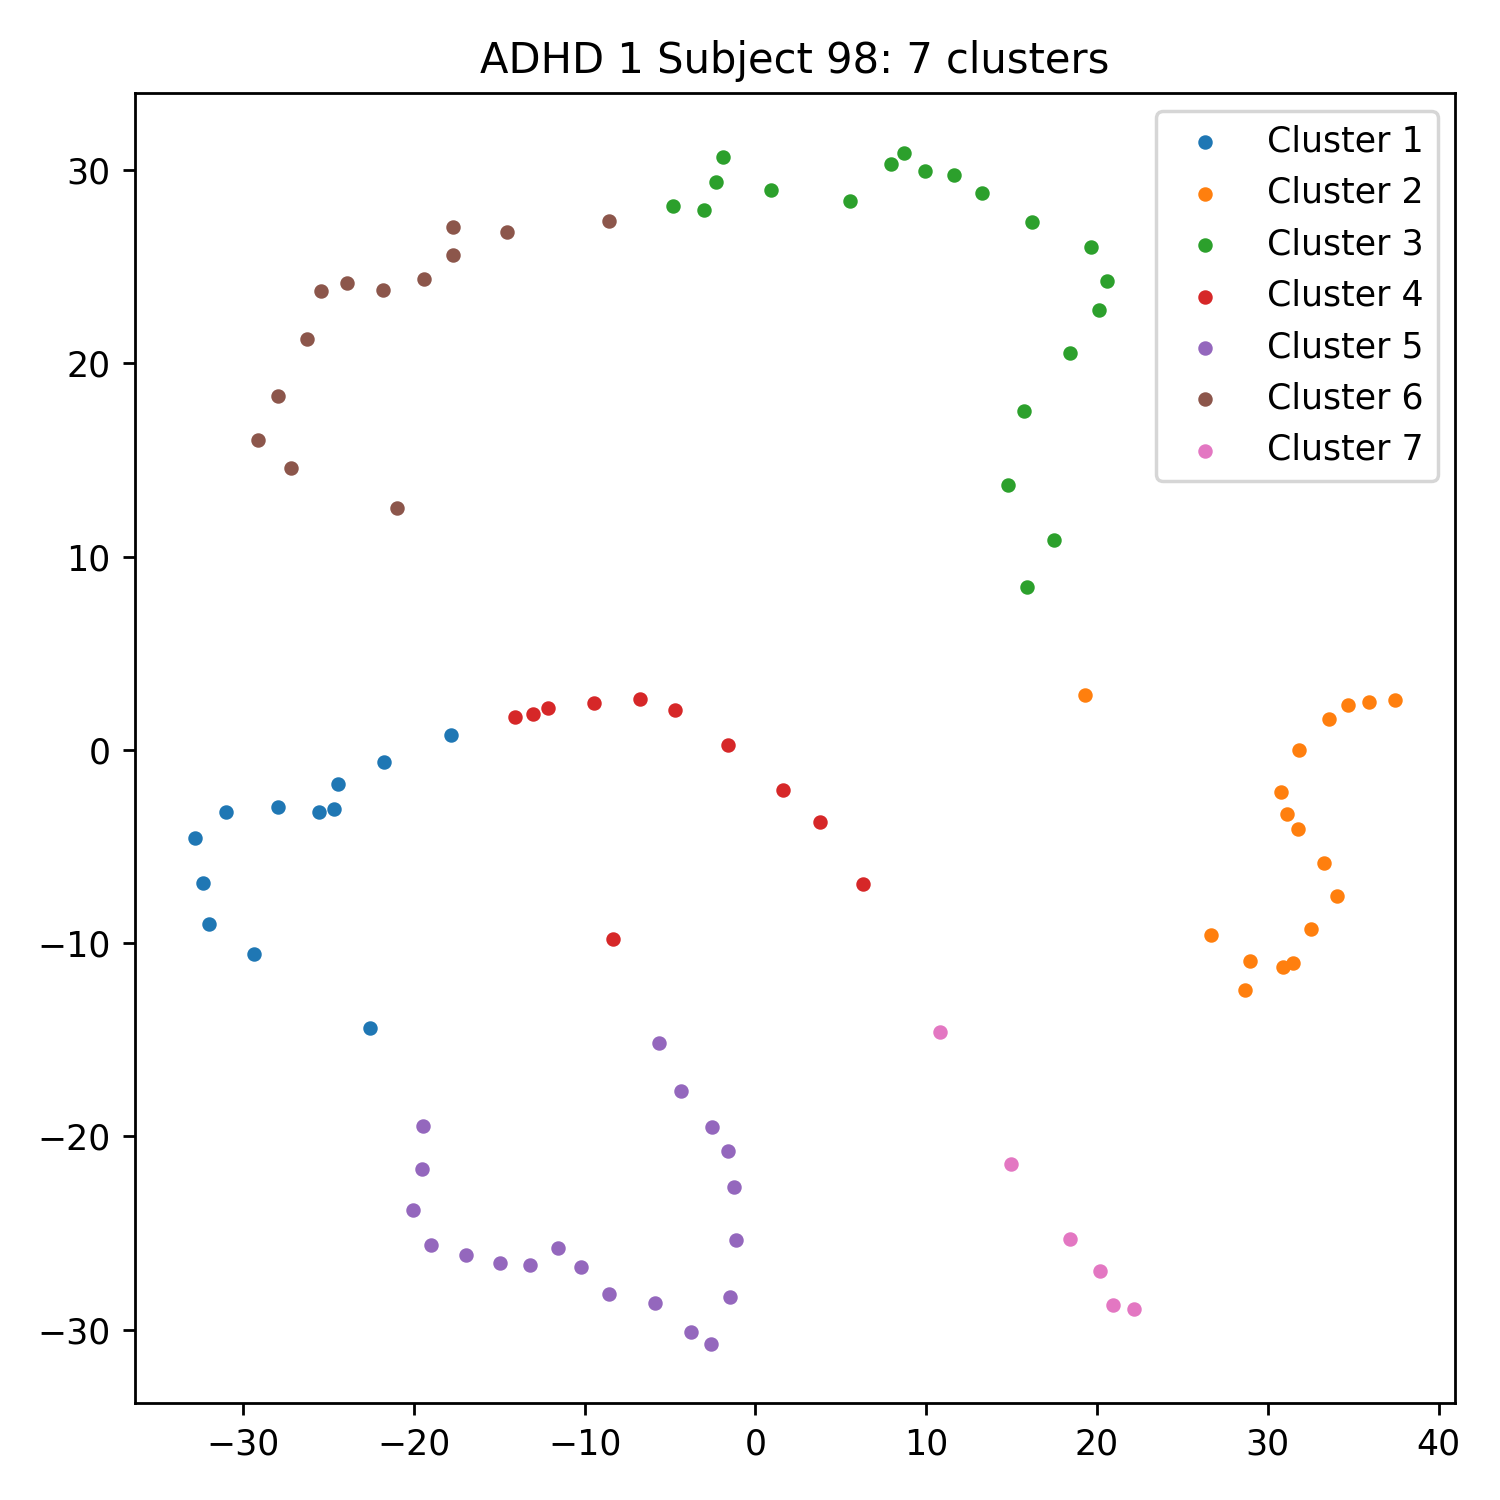 ADHD 1 Subject 98: 7 clusters
Cluster 1
Cluster 2
Cluster 3
Cluster 4
Cluster 5
Cluster 6
Cluster 7
30
20
10
0
−10
−20
−30
−30 −20 −10 0 10 20 30 40